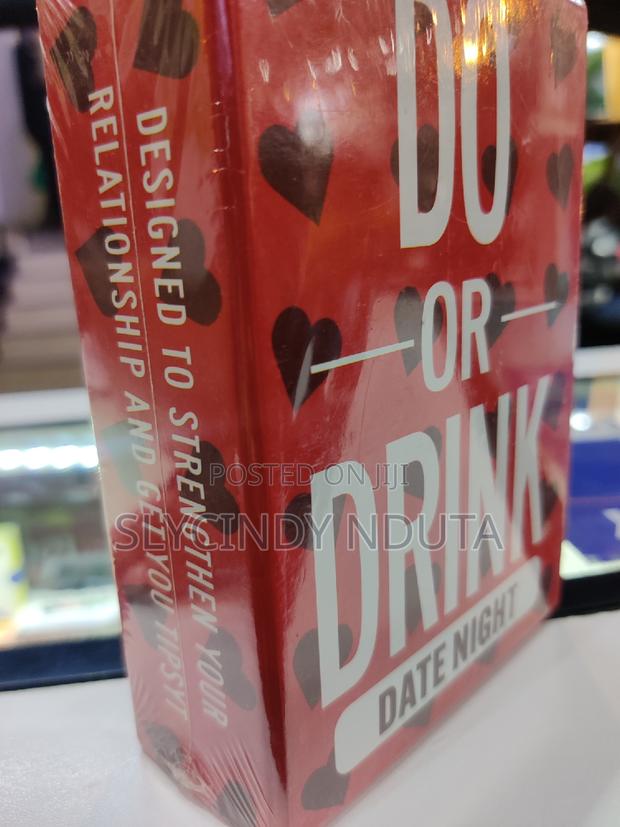 DO
OR
DRINK
DATE NIGHT
DESIGNED TO STRENGTHEN YOUR
RELATIONSHIP AND GET YOU TIPSY!
POSTED ON JIJI
SLYCINDY NDUTA